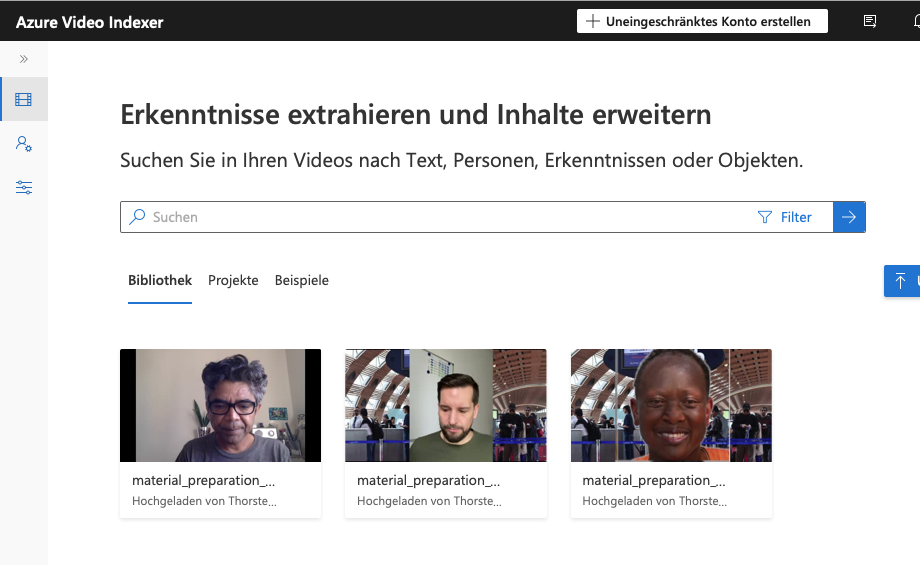 Azure Video Indexer
Uneingeschränktes Konto erstellen
Erkenntnisse extrahieren und Inhalte erweitern
Suchen Sie in Ihren Videos nach Text, Personen, Erkenntnissen oder Objekten.
Suchen
Filter
Bibliothek Projekte Beispiele
material_preparation_...
Hochgeladen von Thorste...
material_preparation_...
Hochgeladen von Thorste...
material_preparation_...
Hochgeladen von Thorste...